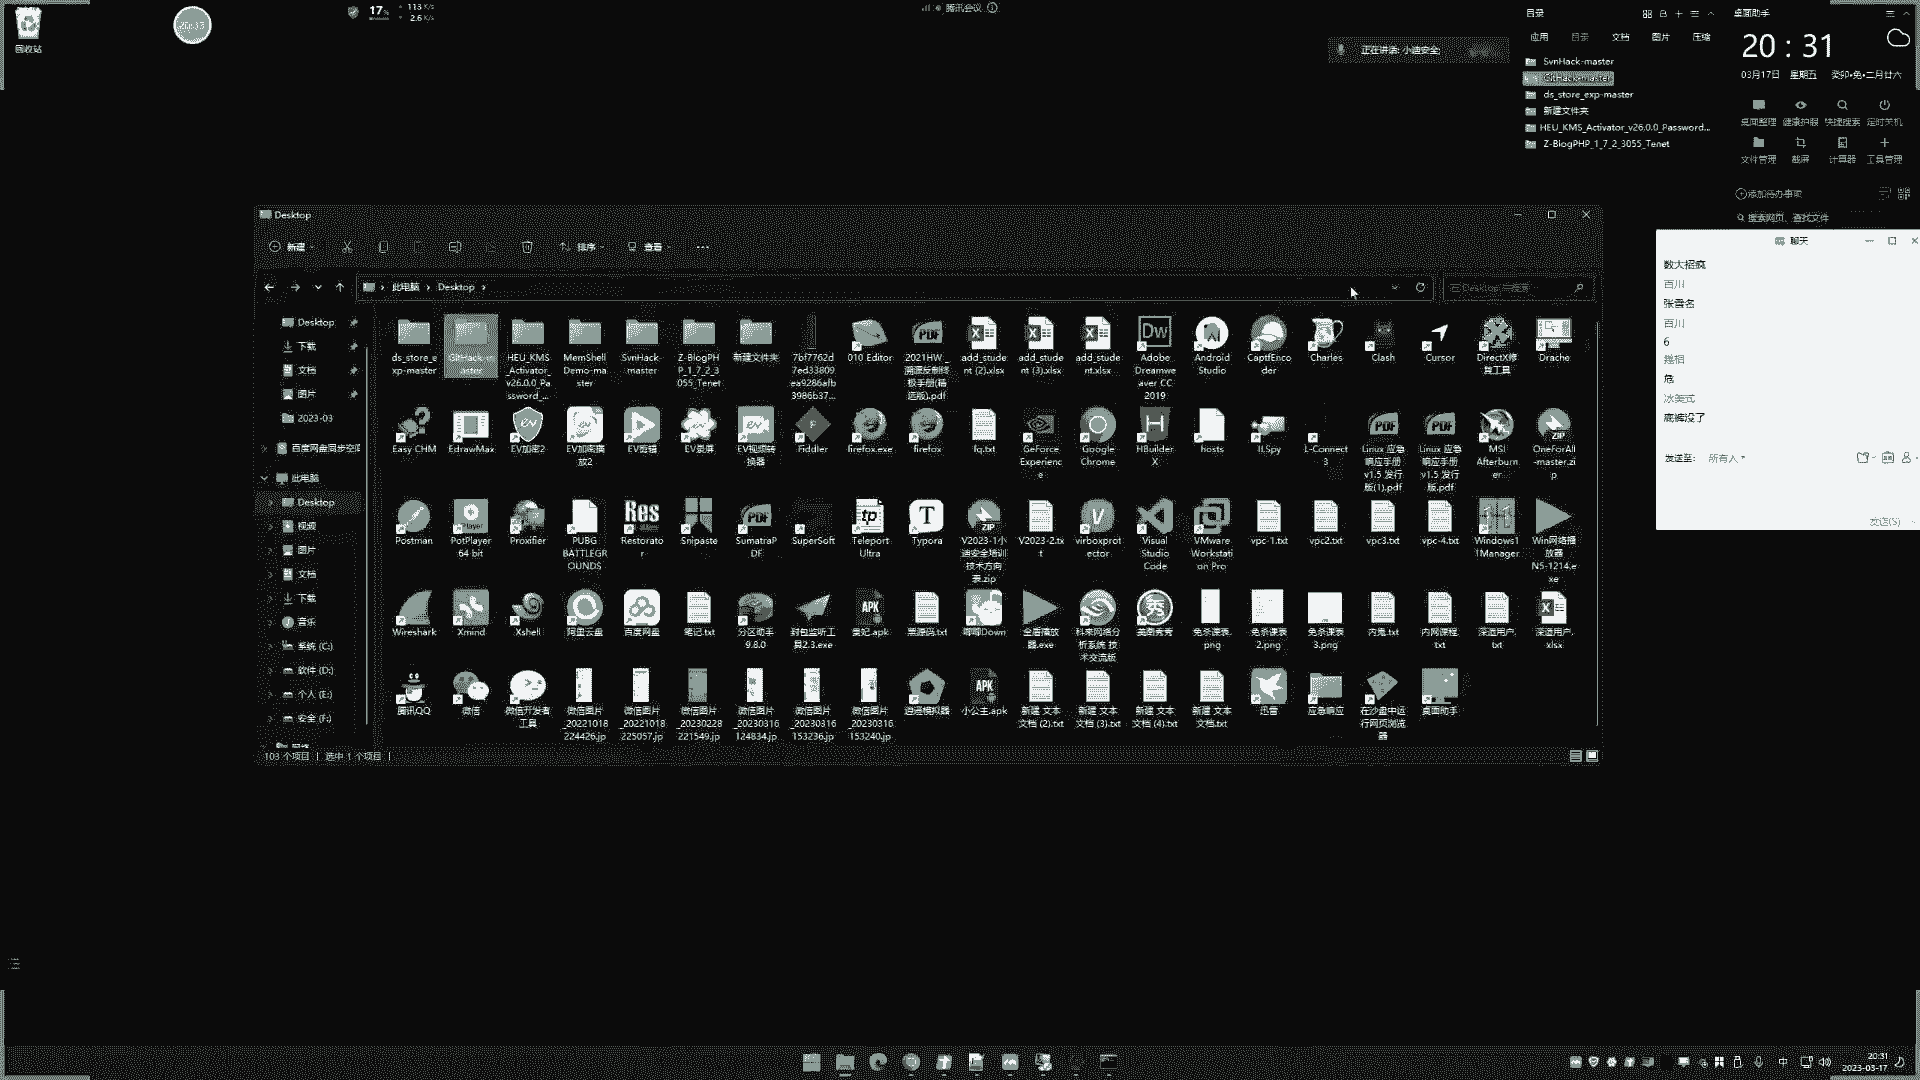 回收站
20:33
17%
113 K/s
2.6 K/s
腾讯会议
正在讲话: 小迪安全;
目录
应用 目录 文档 图片 压缩
SvnHack-master
GitHack-master
ds_store_exp-master
新建文件夹
HEU_KMS_Activator_v26.0.0_Password...
Z-BlogPHP_1_7_2_3055_Tenet
桌面助手
20 : 31
03月17日 星期五 癸卯•兔•二月廿六
桌面整理 健康护眼 快捷搜索 定时关机
文件管理 截屏 计算器 工具管理
添加待办事项
搜索网页、查找文件
Desktop
新建
排序
查看
此电脑 › Desktop ›
Desktop
下载
文档
图片
2023-03
百度网盘同步空间
此电脑
Desktop
视频
图片
文档
下载
音乐
系统 (C:)
软件 (D:)
个人 (E:)
安全 (F:)
网络
ds_store_exp-master
GitHack-master
HEU_KMS_Activator_v26.0.0_Password_...
MemShellDemo-master
SvnHack-master
Z-BlogPHP_1_7_2_3055_Tenet
新建文件夹
7bf7762d7ed33809ea9286afb3986b37...
010 Editor
2021HW_溯源反制终极手册(精选版).pdf
add_student (2).xlsx
add_student (3).xlsx
add_student.xlsx
Adobe Dreamweaver CC 2019
Android Studio
CaptfEncoder
Charles
Clash
Cursor
DirectX修复工具
Drache
Easy CHM
EdrawMax
EV加密2
EV加密播放2
EV剪辑
EV录屏
EV视频转换器
Fiddler
firefox.exe
firefox
fq.txt
GeForce Experience
Google Chrome
HBuilderX
hosts
ILSpy
L-Connect 3
Linux 应急响应手册 v1.5 发行版(1).pdf
Linux 应急响应手册 v1.5 发行版.pdf
MSI Afterburner
OneForAll-master.zip
Postman
PotPlayer 64 bit
Proxifier
PUBG BATTLEGROUNDS
Restorator
Snipaste
SumatraPDF
SuperSoft
Teleport Ultra
Typora
V2023-1小迪安全培训技术方向表.zip
V2023-2.txt
virboxprotector
Visual Studio Code
VMware Workstation Pro
vpc-1.txt
vpc2.txt
vpc3.txt
vpc-4.txt
Windows11Manager
Win网络播放器N5-1214.exe
Wireshark
Xmind
Xshell
阿里云盘
百度网盘
笔记.txt
分区助手 9.8.0
封包监听工具2.3.exe
皇妃.apk
票源码.txt
唧唧Down
全盾播放器.exe
科来网络分析系统 技术交流版
美图秀秀
免杀课表.png
免杀课表2.png
免杀课表3.png
内鬼.txt
内网课程.txt
深造用户.txt
深造用户.xlsx
腾讯QQ
微信
微信开发者工具
微信图片_20221018224426.jp
微信图片_20221018225057.jp
微信图片_20230228221549.jp
微信图片_20230316124834.jp
微信图片_20230316153236.jp
微信图片_20230316153240.jp
逍遥模拟器
小公主.apk
新建 文本文档 (2).txt
新建 文本文档 (3).txt
新建 文本文档 (4).txt
新建 文本文档.txt
迅雷
应急响应
在沙盘中运行网页浏览器
桌面助手
103 个项目 选中 1 个项目
聊天
数大招疯
百川
张壹名
百川
6
危
冰美式
底裤没了
发送至: 所有人
发送(S)
中
20:31
2023-03-17